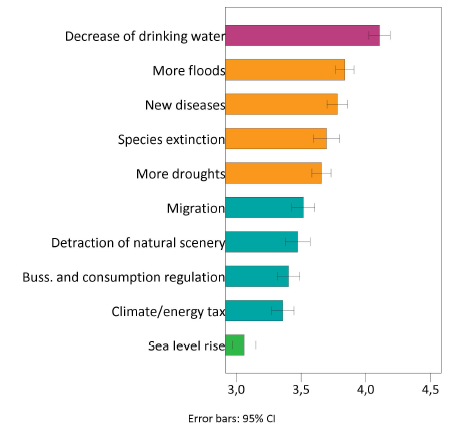 Decrease of drinking water
More floods
New diseases
Species extinction
More droughts
Migration
Detraction of natural scenery
Buss. and consumption regulation
Climate/energy tax
Sea level rise
3,0 3,5 4,0 4,5
Error bars: 95% CI